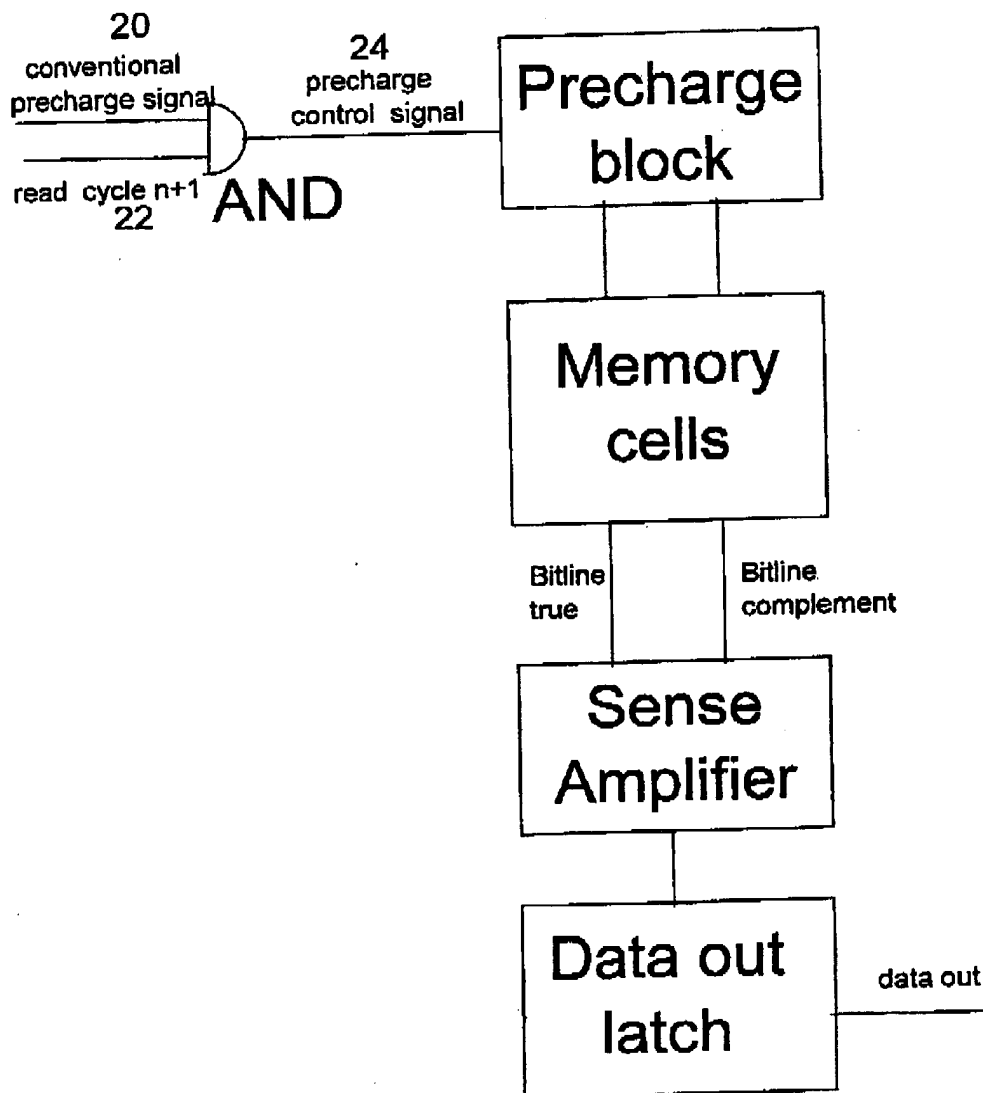 20
conventional
precharge signal
24
precharge
control signal
read cycle n+1
22
AND
Precharge
block
Memory
cells
Bitline
true
Bitline
complement
Sense
Amplifier
Data out
latch
data out